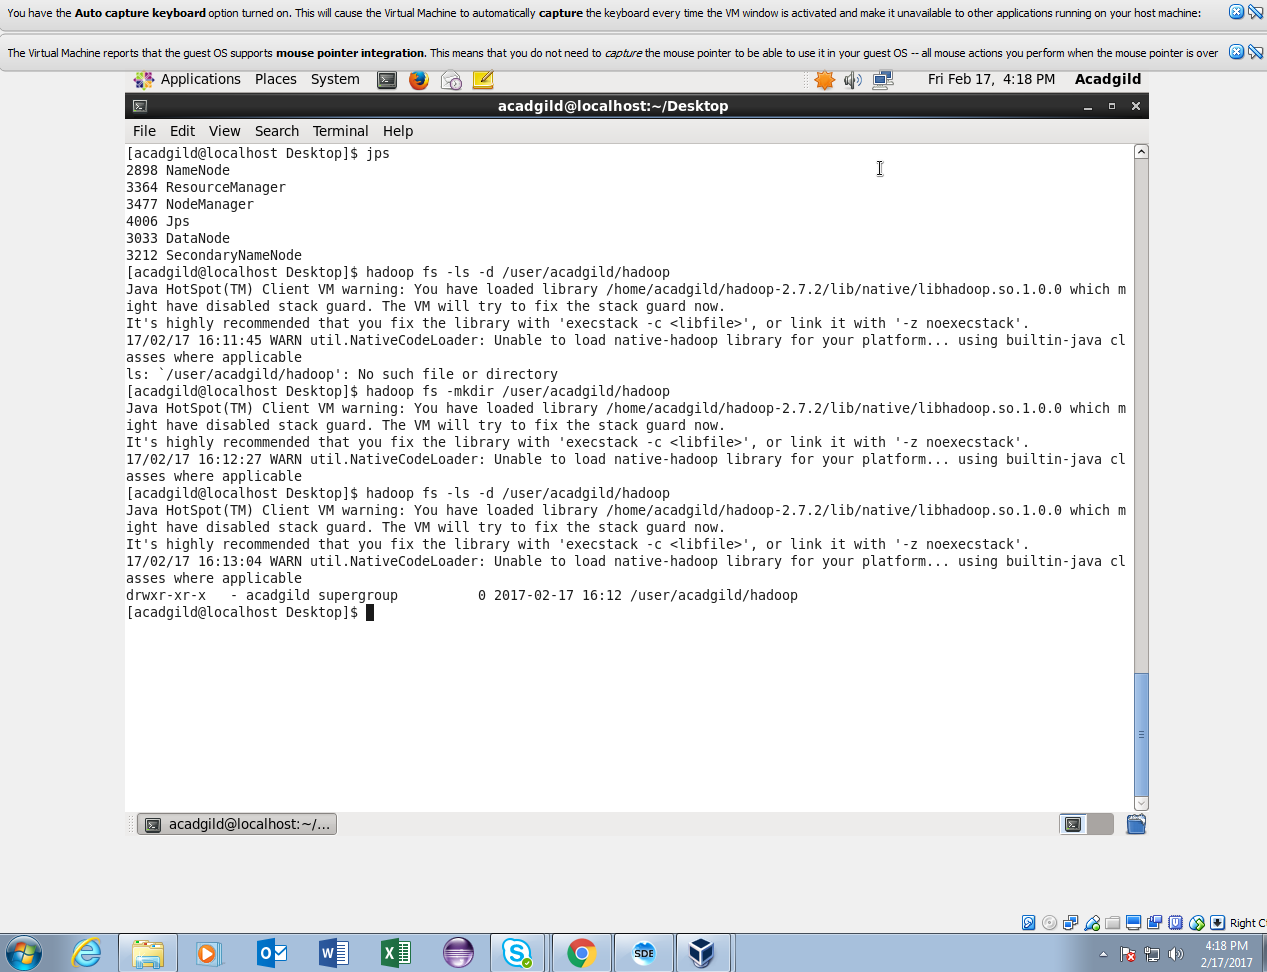 You have the Auto capture keyboard option turned on. This will cause the Virtual Machine to automatically capture the keyboard every time the VM window is activated and make it unavailable to other applications running on your host machine:
The Virtual Machine reports that the guest OS supports mouse pointer integration. This means that you do not need to capture the mouse pointer to be able to use it in your guest OS -- all mouse actions you perform when the mouse pointer is over
Applications Places System Fri Feb 17, 4:18 PM Acadgild
acadgild@localhost:~/Desktop
File Edit View Search Terminal Help
[acadgild@localhost Desktop]$ jps
2898 NameNode
3364 ResourceManager
3477 NodeManager
4006 Jps
3033 DataNode
3212 SecondaryNameNode
[acadgild@localhost Desktop]$ hadoop fs -ls -d /user/acadgild/hadoop
Java HotSpot(TM) Client VM warning: You have loaded library /home/acadgild/hadoop-2.7.2/lib/native/libhadoop.so.1.0.0 which m
ight have disabled stack guard. The VM will try to fix the stack guard now.
It's highly recommended that you fix the library with 'execstack -c <libfile>', or link it with '-z noexecstack'.
17/02/17 16:11:45 WARN util.NativeCodeLoader: Unable to load native-hadoop library for your platform... using builtin-java cl
asses where applicable
ls: `/user/acadgild/hadoop': No such file or directory
[acadgild@localhost Desktop]$ hadoop fs -mkdir /user/acadgild/hadoop
Java HotSpot(TM) Client VM warning: You have loaded library /home/acadgild/hadoop-2.7.2/lib/native/libhadoop.so.1.0.0 which m
ight have disabled stack guard. The VM will try to fix the stack guard now.
It's highly recommended that you fix the library with 'execstack -c <libfile>', or link it with '-z noexecstack'.
17/02/17 16:12:27 WARN util.NativeCodeLoader: Unable to load native-hadoop library for your platform... using builtin-java cl
asses where applicable
[acadgild@localhost Desktop]$ hadoop fs -ls -d /user/acadgild/hadoop
Java HotSpot(TM) Client VM warning: You have loaded library /home/acadgild/hadoop-2.7.2/lib/native/libhadoop.so.1.0.0 which m
ight have disabled stack guard. The VM will try to fix the stack guard now.
It's highly recommended that you fix the library with 'execstack -c <libfile>', or link it with '-z noexecstack'.
17/02/17 16:13:04 WARN util.NativeCodeLoader: Unable to load native-hadoop library for your platform... using builtin-java cl
asses where applicable
drwxr-xr-x   - acadgild supergroup          0 2017-02-17 16:12 /user/acadgild/hadoop
[acadgild@localhost Desktop]$
acadgild@localhost:~/...
Right C
SDE
4:18 PM
2/17/2017